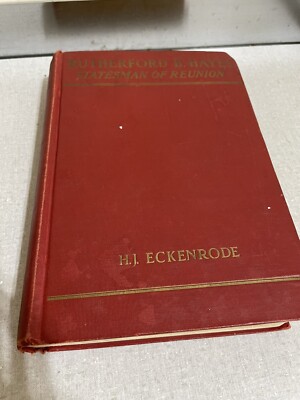 RUTHERFORD B. HAYES
STATESMAN OF REUNION
H.J. ECKENRODE